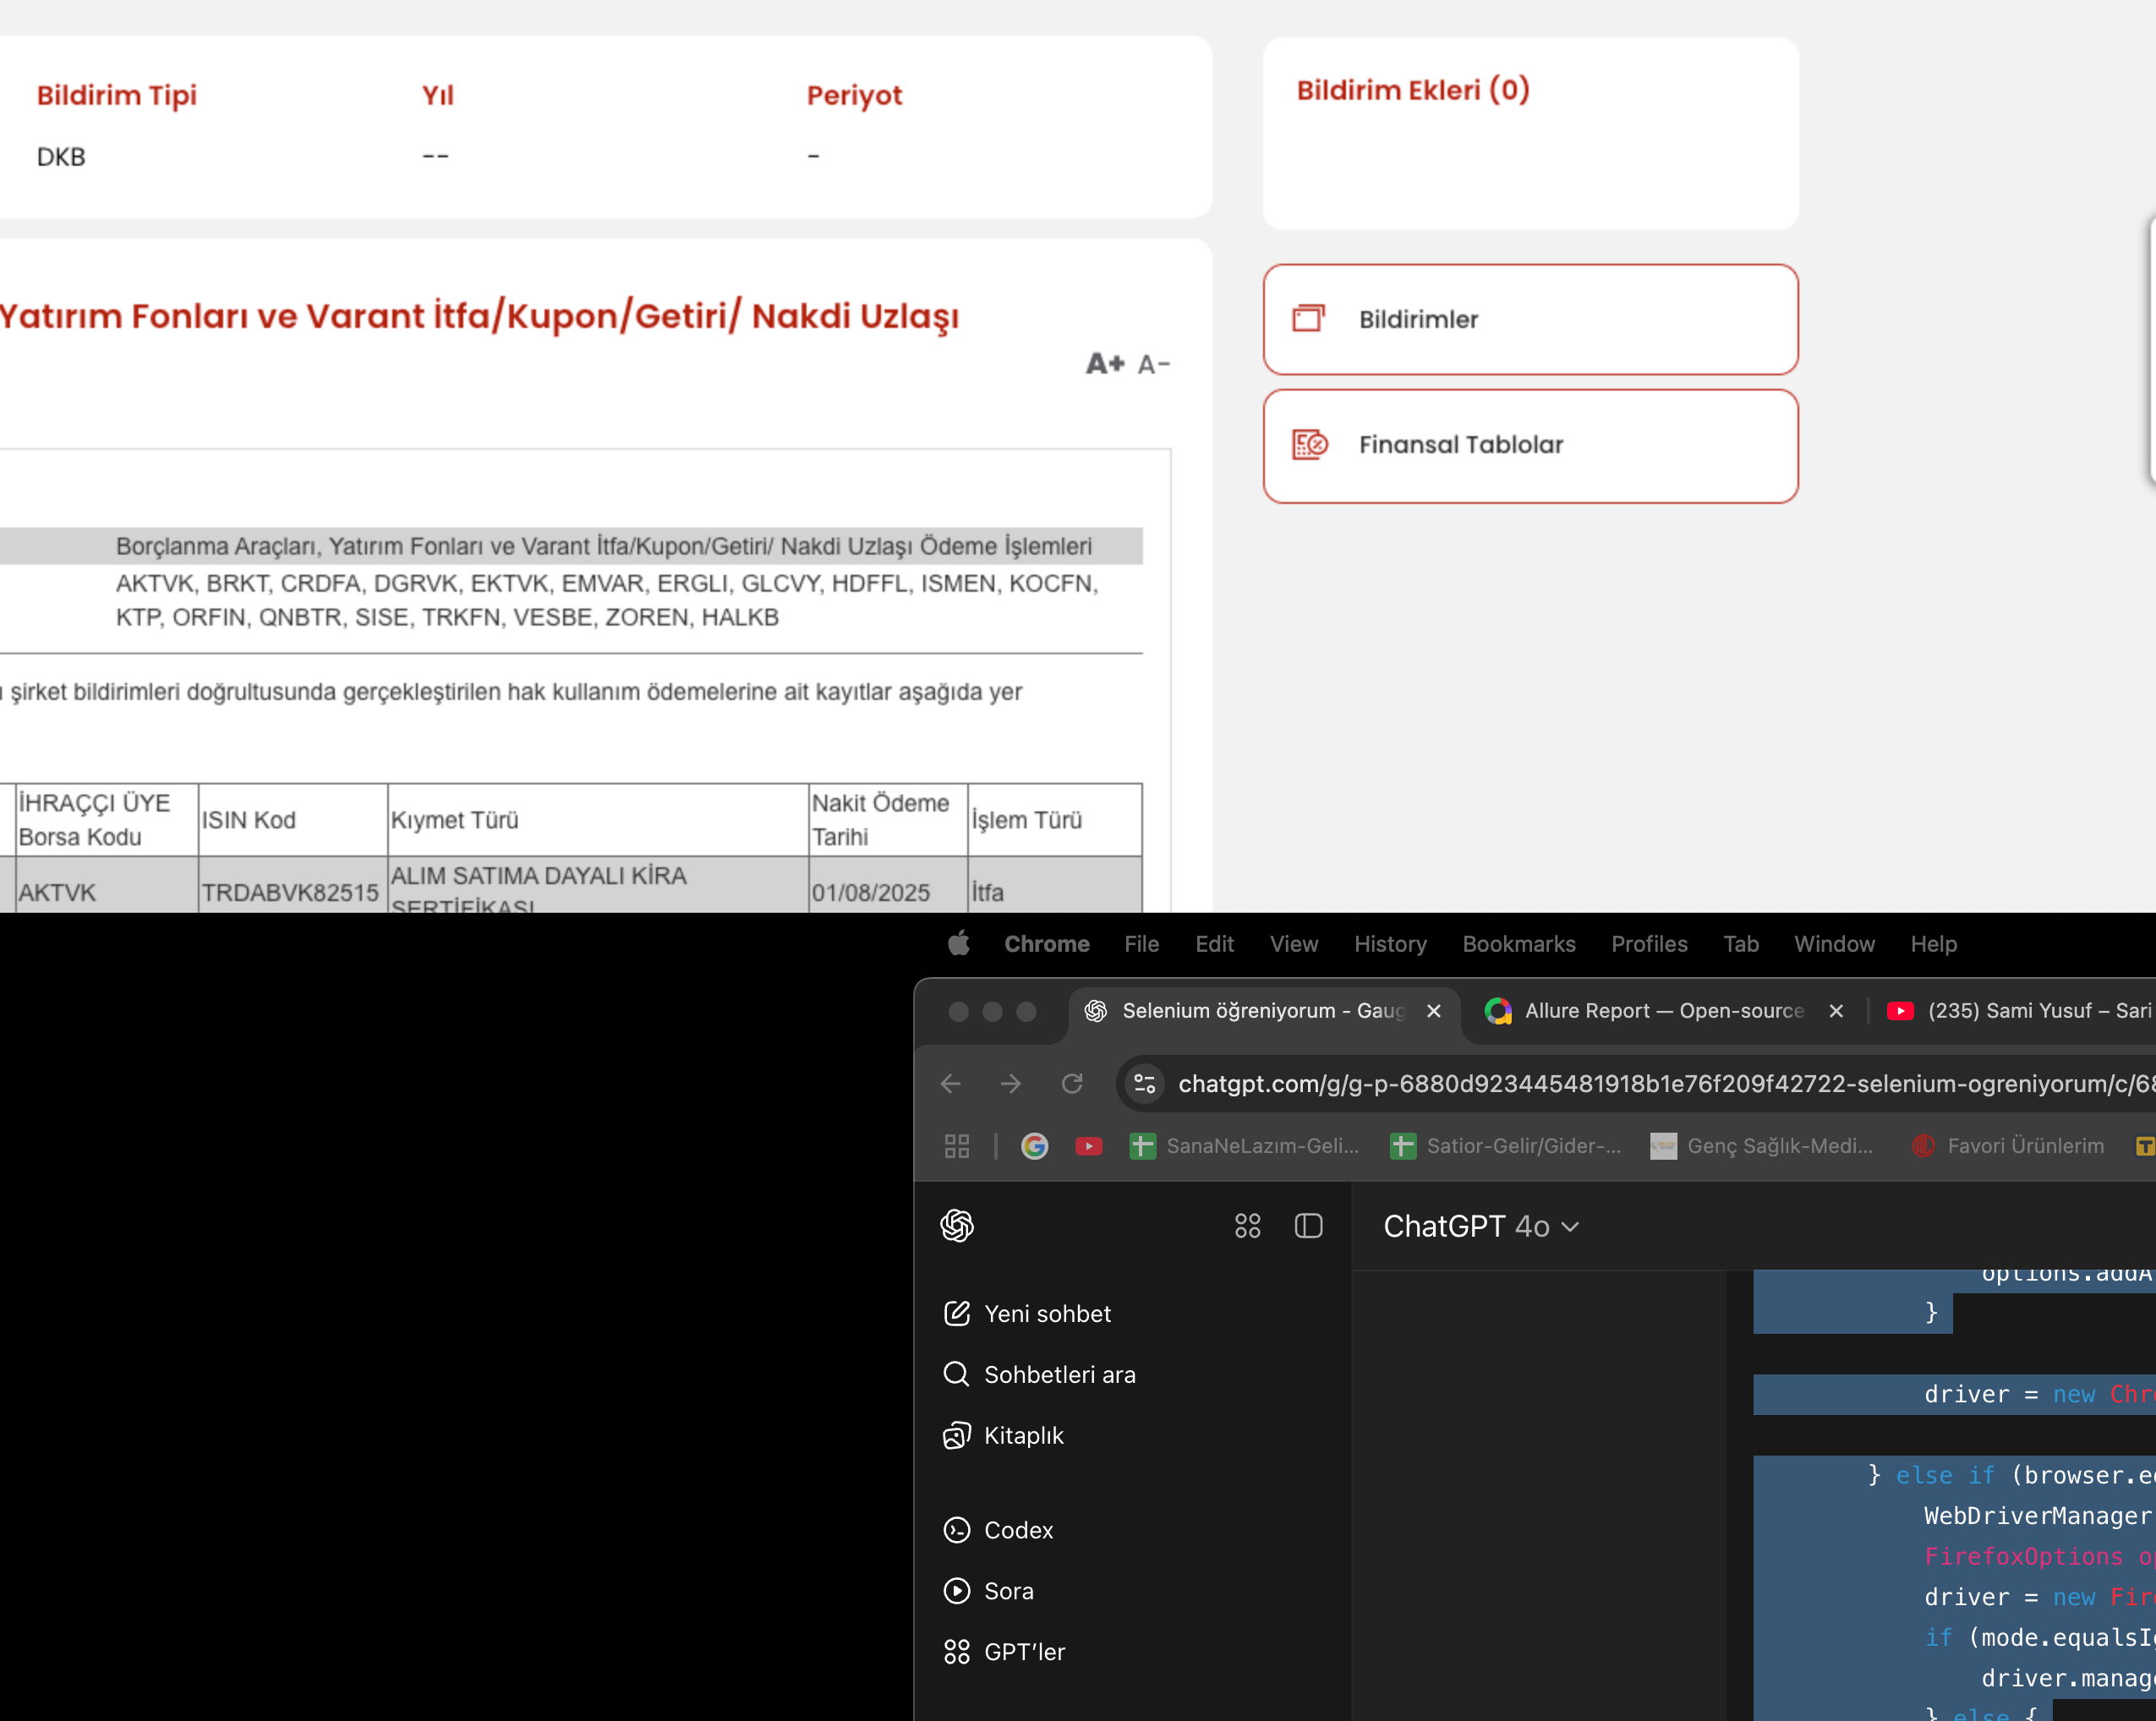 Bildirim Tipi
Yıl
Periyot
DKB
--
-
Bildirim Ekleri (0)
Yatırım Fonları ve Varant İtfa/Kupon/Getiri/ Nakdi Uzlaşı
A+ A-
Bildirimler
Finansal Tablolar
Borçlanma Araçları, Yatırım Fonları ve Varant İtfa/Kupon/Getiri/ Nakdi Uzlaşı Ödeme İşlemleri
AKTVK, BRKT, CRDFA, DGRVK, EKTVK, EMVAR, ERGLI, GLCVY, HDFFL, ISMEN, KOCFN,
KTP, ORFIN, QNBTR, SISE, TRKFN, VESBE, ZOREN, HALKB
şirket bildirimleri doğrultusunda gerçekleştirilen hak kullanım ödemelerine ait kayıtlar aşağıda yer
İHRAÇÇI ÜYE
Borsa Kodu
ISIN Kod
Kıymet Türü
Nakit Ödeme
Tarihi
İşlem Türü
AKTVK
TRDABVK82515
ALIM SATIMA DAYALI KİRA
SERTİFİKASI
01/08/2025
İtfa
Chrome File Edit View History Bookmarks Profiles Tab Window Help
Selenium öğreniyorum - Gaug
Allure Report — Open-source
(235) Sami Yusuf – Sari
chatgpt.com/g/g-p-6880d923445481918b1e76f209f42722-selenium-ogreniyorum/c/68
SanaNeLazım-Geli...
Satior-Gelir/Gider-...
Genç Sağlık-Medi...
Favori Ürünlerim
ChatGPT 4o
Yeni sohbet
Sohbetleri ara
Kitaplık
Codex
Sora
GPT'ler
options.addA
}
driver = new Chr
} else if (browser.e
WebDriverManager
FirefoxOptions op
driver = new Fir
if (mode.equalsIg
driver.manag
} else {